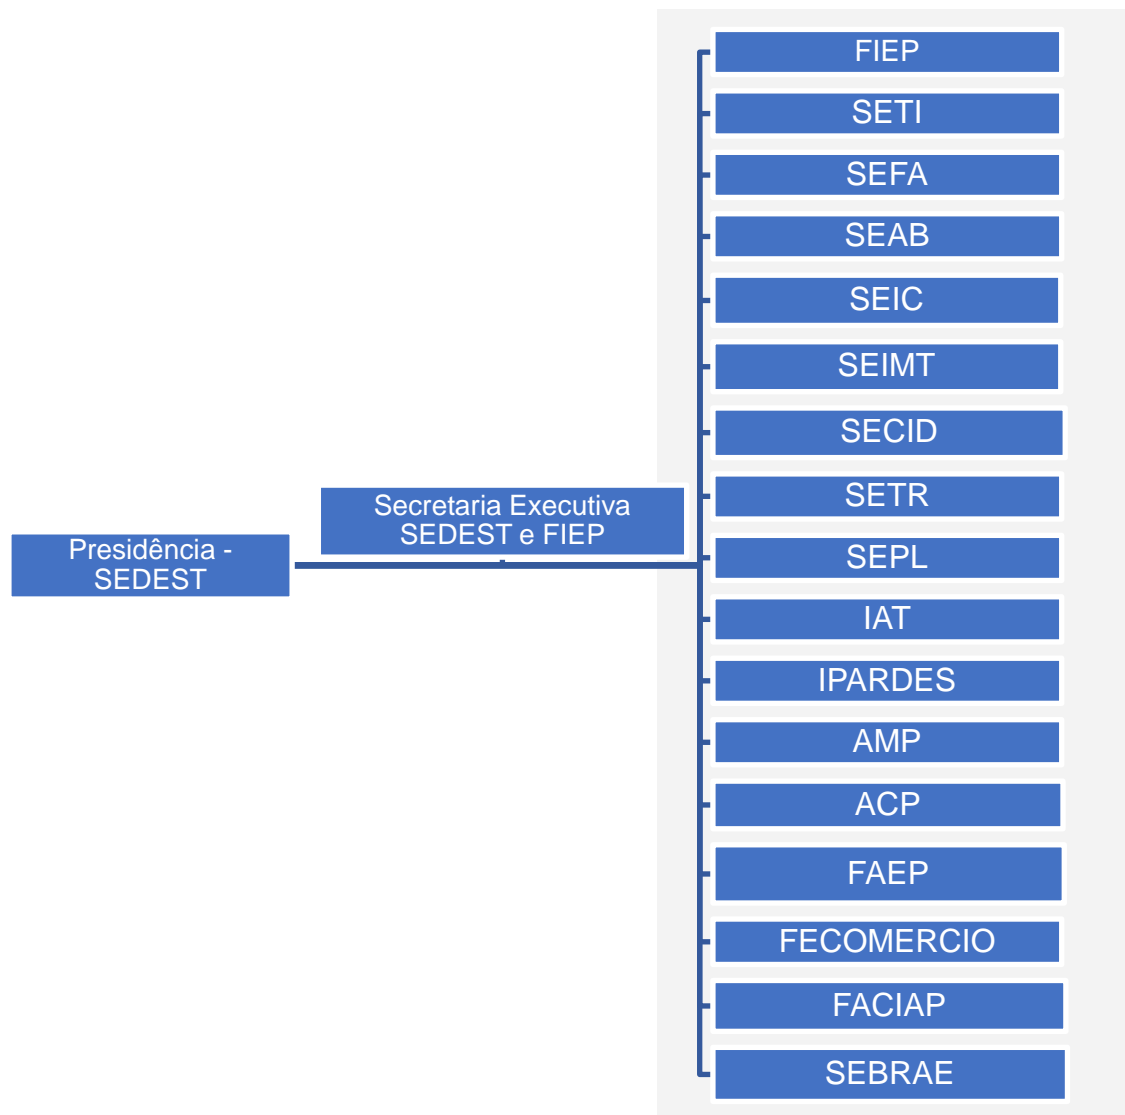 Presidência -
SEDEST
Secretaria Executiva
SEDEST e FIEP
FIEP
SETI
SEFA
SEAB
SEIC
SEIMT
SECID
SETR
SEPL
IAT
IPARDES
AMP
ACP
FAEP
FECOMERCIO
FACIAP
SEBRAE